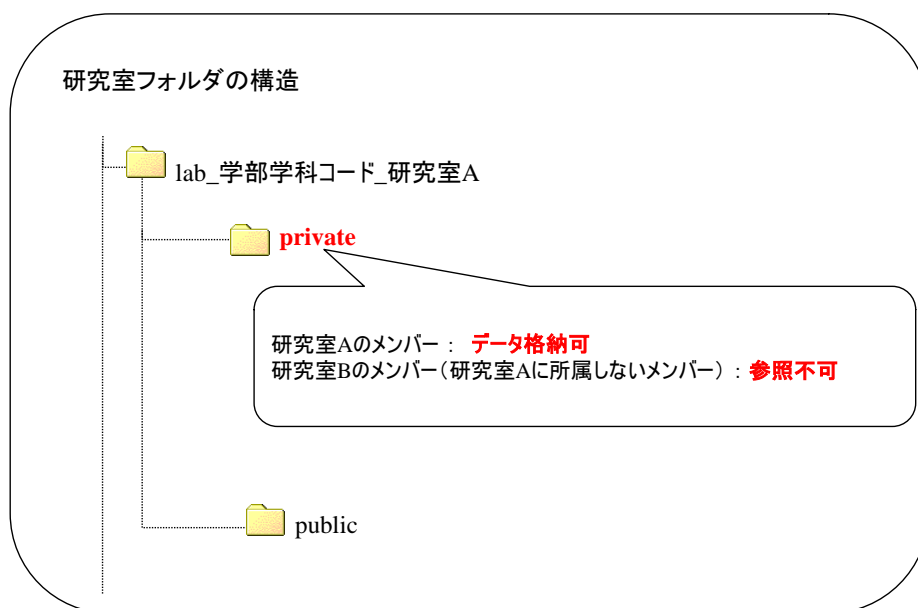 研究室フォルダの構造
lab_学部学科コード_研究室A
private
研究室Aのメンバー： データ格納可
研究室Bのメンバー（研究室Aに所属しないメンバー）：参照不可
public